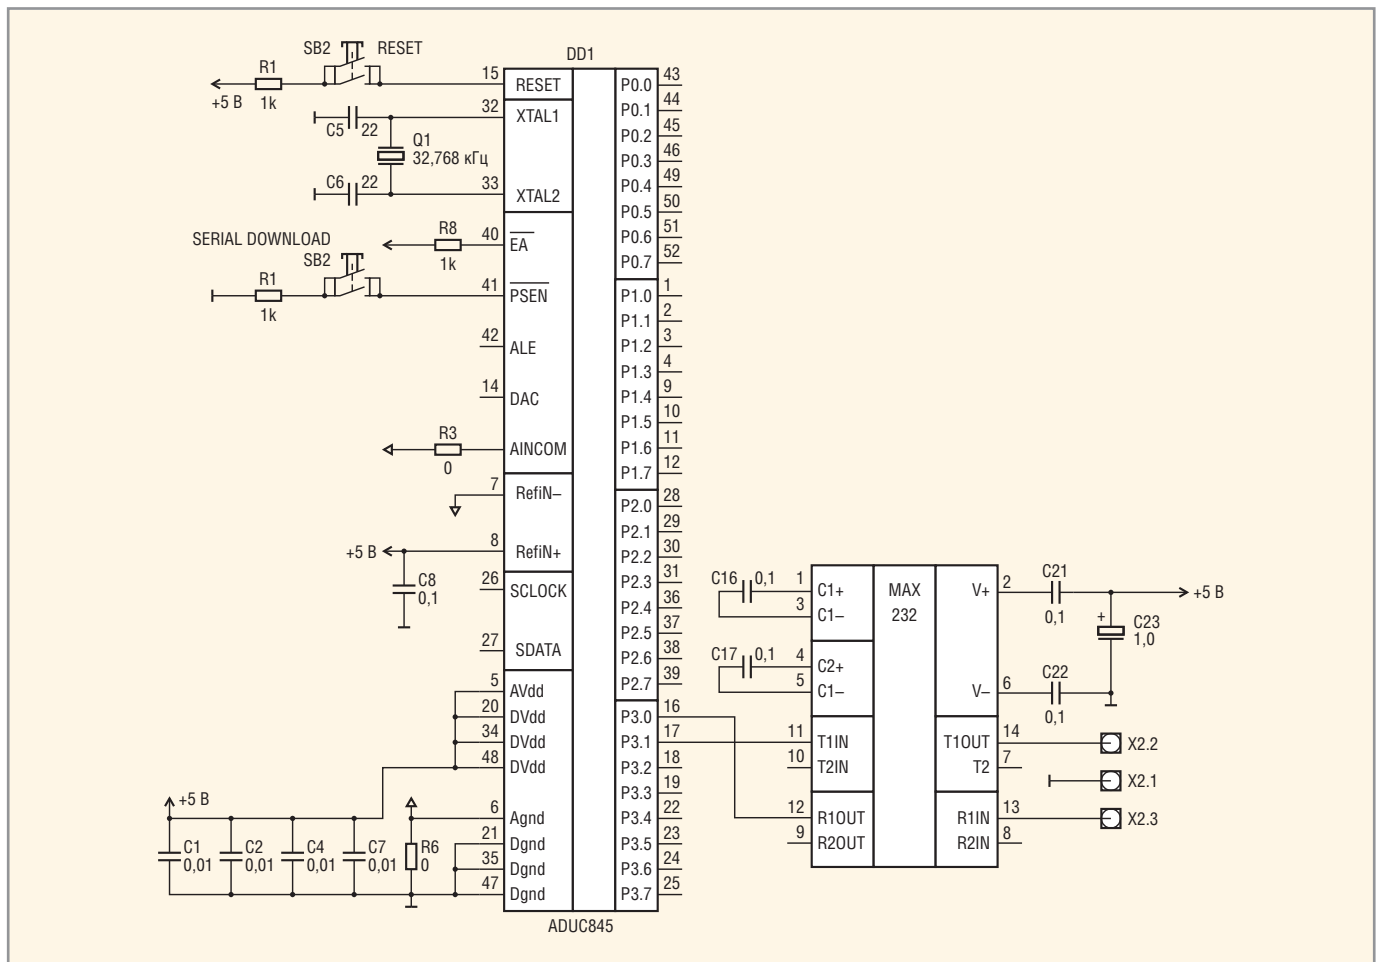 SB2 RESET
R1
+5 В 1k
C5 22
Q1
32,768 кГц
C6 22
SERIAL DOWNLOAD
SB2
R1
1k
R8
1k
R3
0
+5 В
C8
0,1
+5 В
C1
0,01
C2
0,01
C4
0,01
C7
0,01
R6
0
DD1
15 RESET
32 XTAL1
33 XTAL2
40 EA
41 PSEN
42 ALE
14 DAC
AINCOM
7 RefiN–
8 RefiN+
26 SCLOCK
27 SDATA
5 AVdd
20 DVdd
34 DVdd
48 DVdd
6 Agnd
21 Dgnd
35 Dgnd
47 Dgnd
P0.0 43
P0.1 44
P0.2 45
P0.3 46
P0.4 49
P0.5 50
P0.6 51
P0.7 52
P1.0 1
P1.1 2
P1.2 3
P1.3 4
P1.4 9
P1.5 10
P1.6 11
P1.7 12
P2.0 28
P2.1 29
P2.2 30
P2.3 31
P2.4 36
P2.5 37
P2.6 38
P2.7 39
P3.0 16
P3.1 17
P3.2 18
P3.3 19
P3.4 22
P3.5 23
P3.6 24
P3.7 25
ADUC845
C16 0,1
C17 0,1
1 C1+
3 C1–
4 C2+
5 C1–
11 T1IN
10 T2IN
12 R1OUT
9 R2OUT
MAX
232
V+ 2
V– 6
T1OUT 14
T2 7
R1IN 13
R2IN 8
C21
0,1
+5 В
+
C23
1,0
C22
0,1
X2.2
X2.1
X2.3